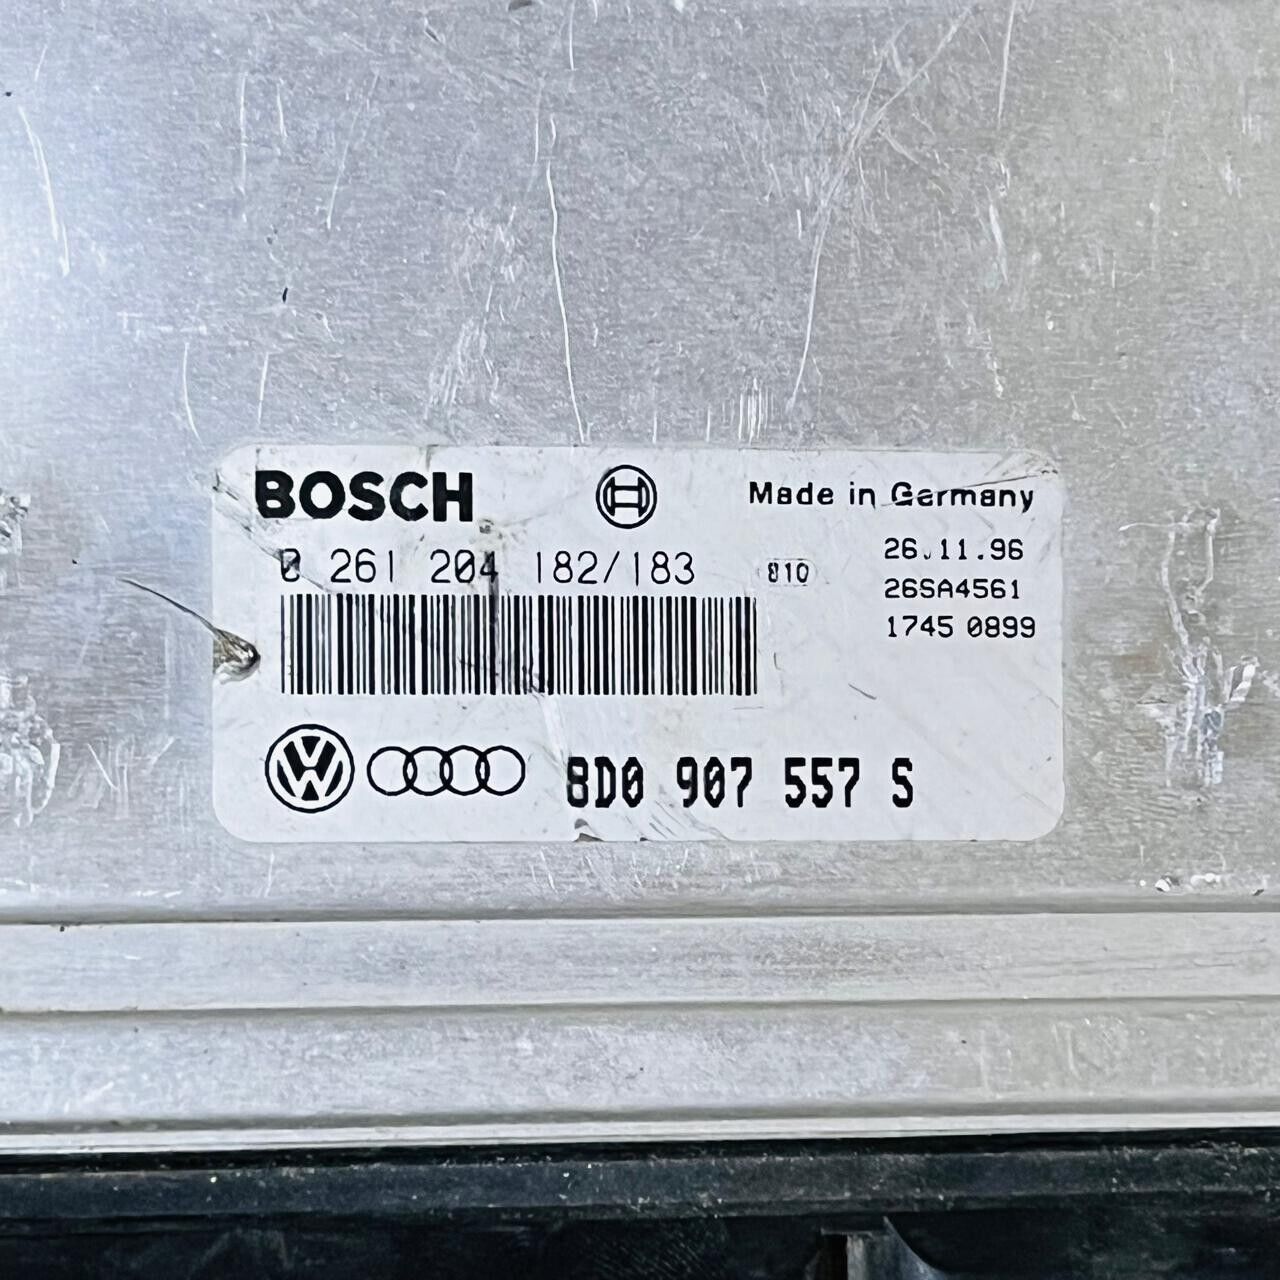 BOSCH
Made in Germany
0 261 204 182/183
810
26.11.96
26SA4561
1745 0899
8D0 907 557 S